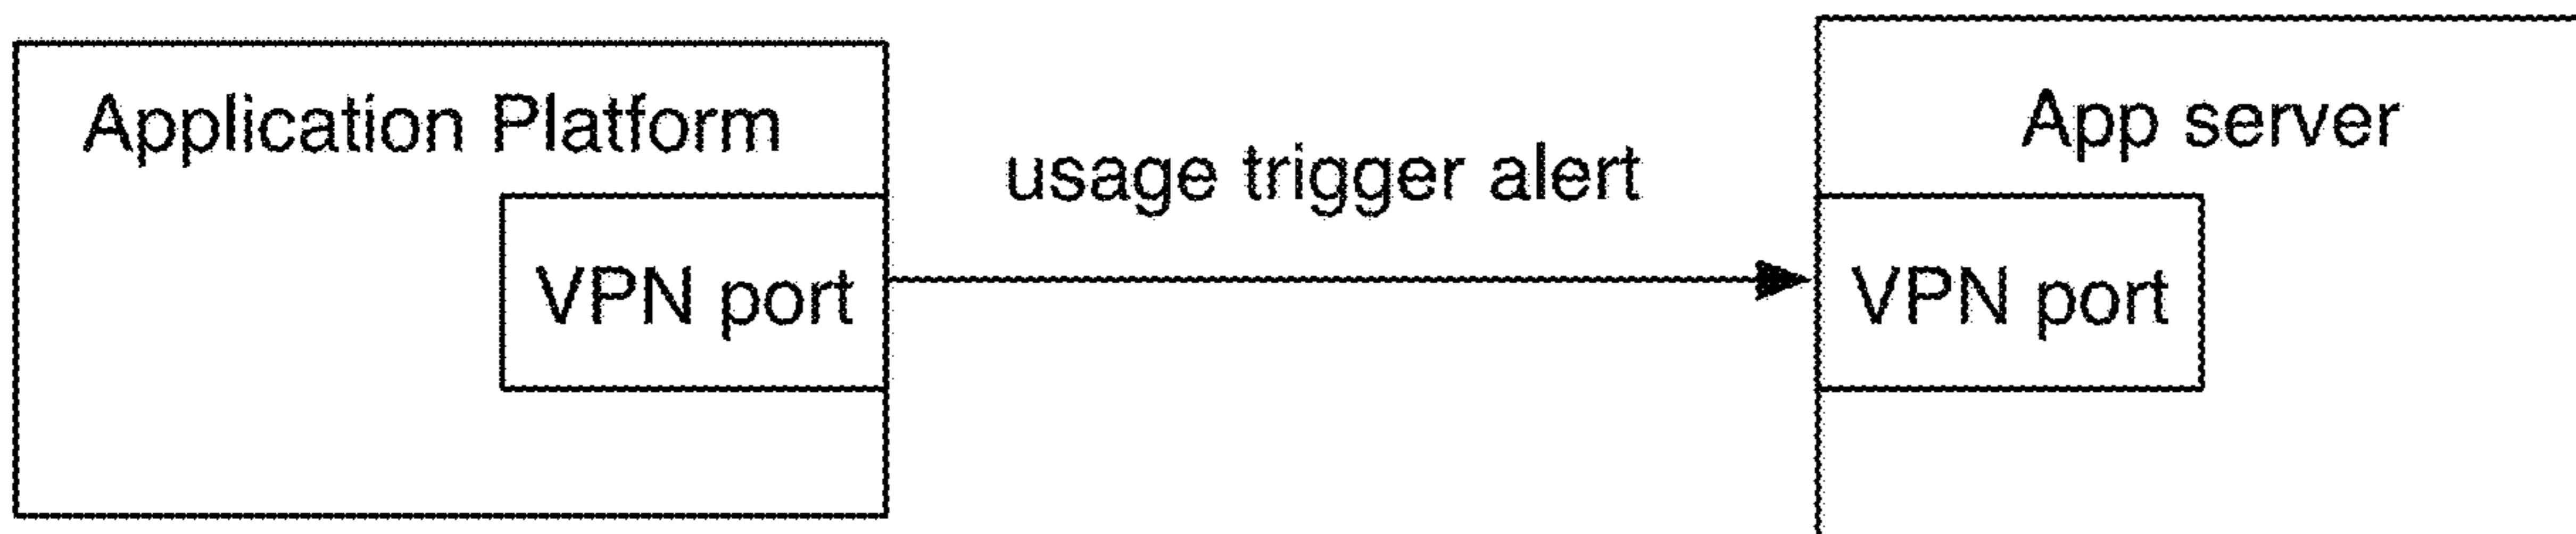 Application Platform
VPN port
usage trigger alert
App server
VPN port